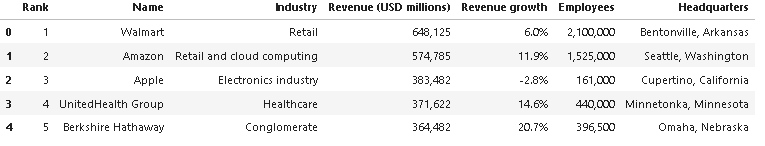 Rank Name Industry Revenue (USD millions) Revenue growth Employees Headquarters
0 1 Walmart Retail 648,125 6.0% 2,100,000 Bentonville, Arkansas
1 2 Amazon Retail and cloud computing 574,785 11.9% 1,525,000 Seattle, Washington
2 3 Apple Electronics industry 383,482 -2.8% 161,000 Cupertino, California
3 4 UnitedHealth Group Healthcare 371,622 14.6% 440,000 Minnetonka, Minnesota
4 5 Berkshire Hathaway Conglomerate 364,482 20.7% 396,500 Omaha, Nebraska